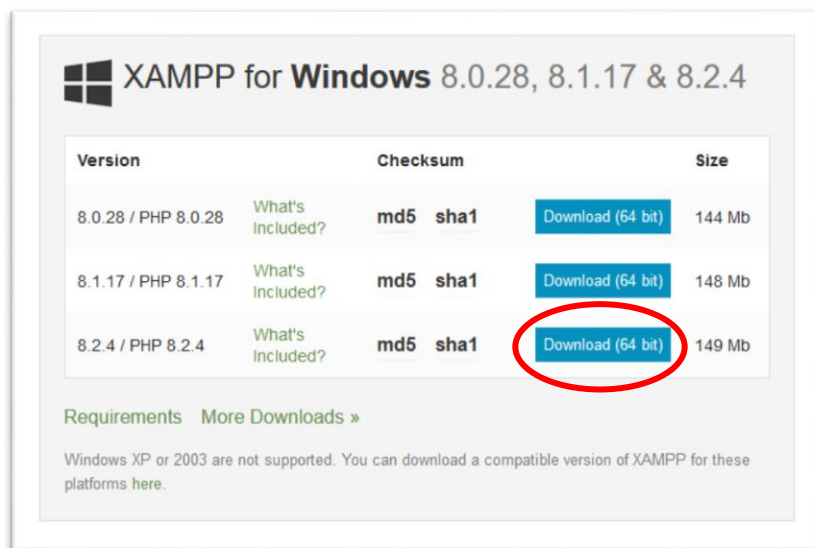 XAMPP for Windows 8.0.28, 8.1.17 & 8.2.4
Version Checksum Size
8.0.28 / PHP 8.0.28 What's Included? md5 sha1 Download (64 bit) 144 Mb
8.1.17 / PHP 8.1.17 What's Included? md5 sha1 Download (64 bit) 148 Mb
8.2.4 / PHP 8.2.4 What's Included? md5 sha1 Download (64 bit) 149 Mb
Requirements More Downloads »
Windows XP or 2003 are not supported. You can download a compatible version of XAMPP for these
platforms here.